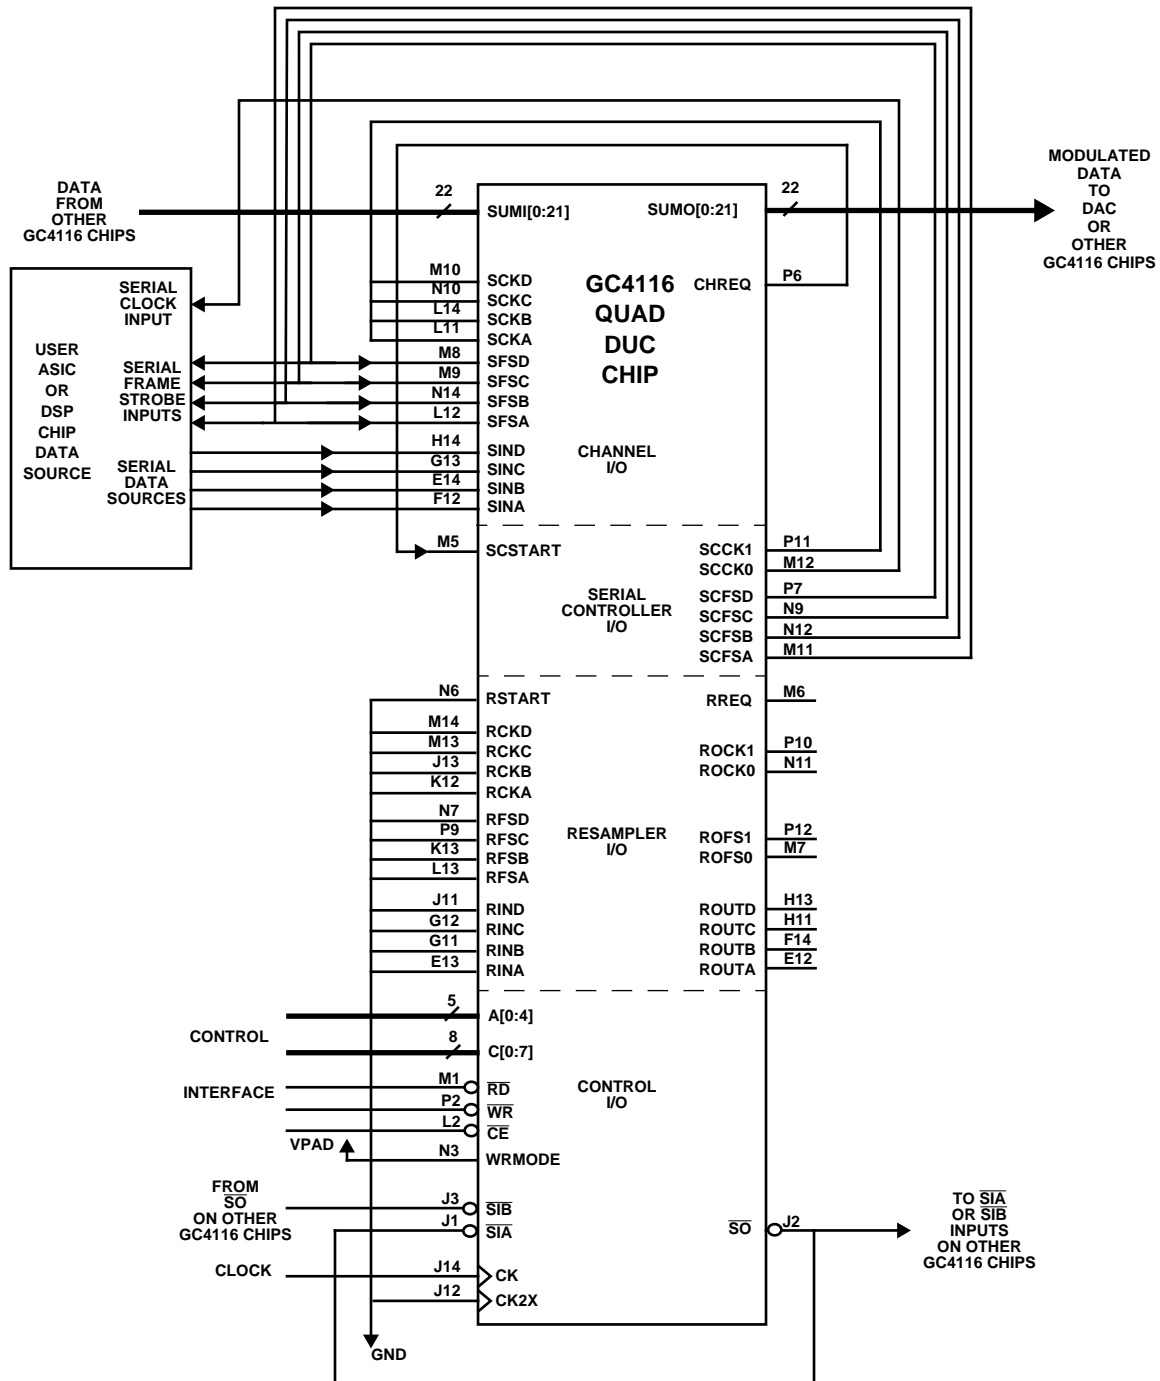 DATA
FROM
OTHER
GC4116 CHIPS
22
SUMI[0:21]
SUMO[0:21]
22
MODULATED
DATA
TO
DAC
OR
OTHER
GC4116 CHIPS
USER
ASIC
OR
DSP
CHIP
DATA
SOURCE
SERIAL
CLOCK
INPUT
SERIAL
FRAME
STROBE
INPUTS
SERIAL
DATA
SOURCES
GC4116
QUAD
DUC
CHIP
M10 SCKD
N10 SCKC
L14 SCKB
L11 SCKA
M8 SFSD
M9 SFSC
N14 SFSB
L12 SFSA
H14 SIND
G13 SINC
E14 SINB
F12 SINA
CHREQ P6
CHANNEL
I/O
M5 SCSTART
SERIAL
CONTROLLER
I/O
SCCK1 P11
SCCK0 M12
SCFSD P7
SCFSC N9
SCFSB N12
SCFSA M11
N6 RSTART
M14 RCKD
M13 RCKC
J13 RCKB
K12 RCKA
N7 RFSD
P9 RFSC
K13 RFSB
L13 RFSA
J11 RIND
G12 RINC
G11 RINB
E13 RINA
RESAMPLER
I/O
RREQ M6
ROCK1 P10
ROCK0 N11
ROFS1 P12
ROFS0 M7
ROUTD H13
ROUTC H11
ROUTB F14
ROUTA E12
CONTROL
INTERFACE
5 A[0:4]
8 C[0:7]
M1 RD
P2 WR
L2 CE
VPAD N3 WRMODE
CONTROL
I/O
FROM
SO
ON OTHER
GC4116 CHIPS
J3 SIB
J1 SIA
SO J2
TO SIA
OR SIB
INPUTS
ON OTHER
GC4116 CHIPS
CLOCK J14 CK
J12 CK2X
GND